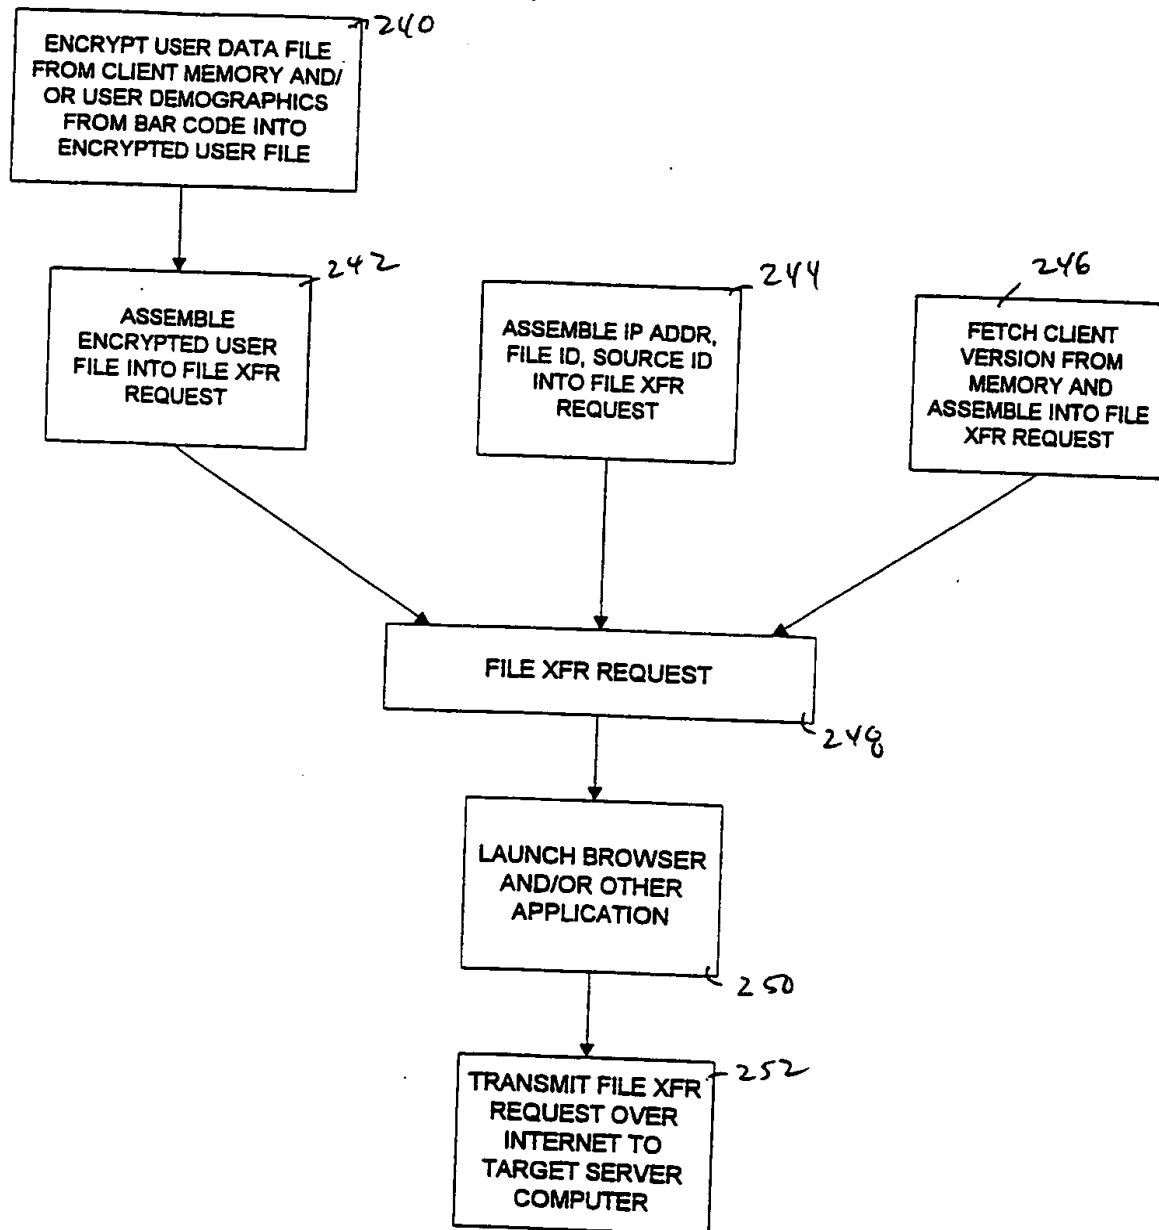 240
ENCRYPT USER DATA FILE
FROM CLIENT MEMORY AND/
OR USER DEMOGRAPHICS
FROM BAR CODE INTO
ENCRYPTED USER FILE
242
ASSEMBLE
ENCRYPTED USER
FILE INTO FILE XFR
REQUEST
244
ASSEMBLE IP ADDR,
FILE ID, SOURCE ID
INTO FILE XFR
REQUEST
246
FETCH CLIENT
VERSION FROM
MEMORY AND
ASSEMBLE INTO FILE
XFR REQUEST
FILE XFR REQUEST
248
LAUNCH BROWSER
AND/OR OTHER
APPLICATION
250
252
TRANSMIT FILE XFR
REQUEST OVER
INTERNET TO
TARGET SERVER
COMPUTER